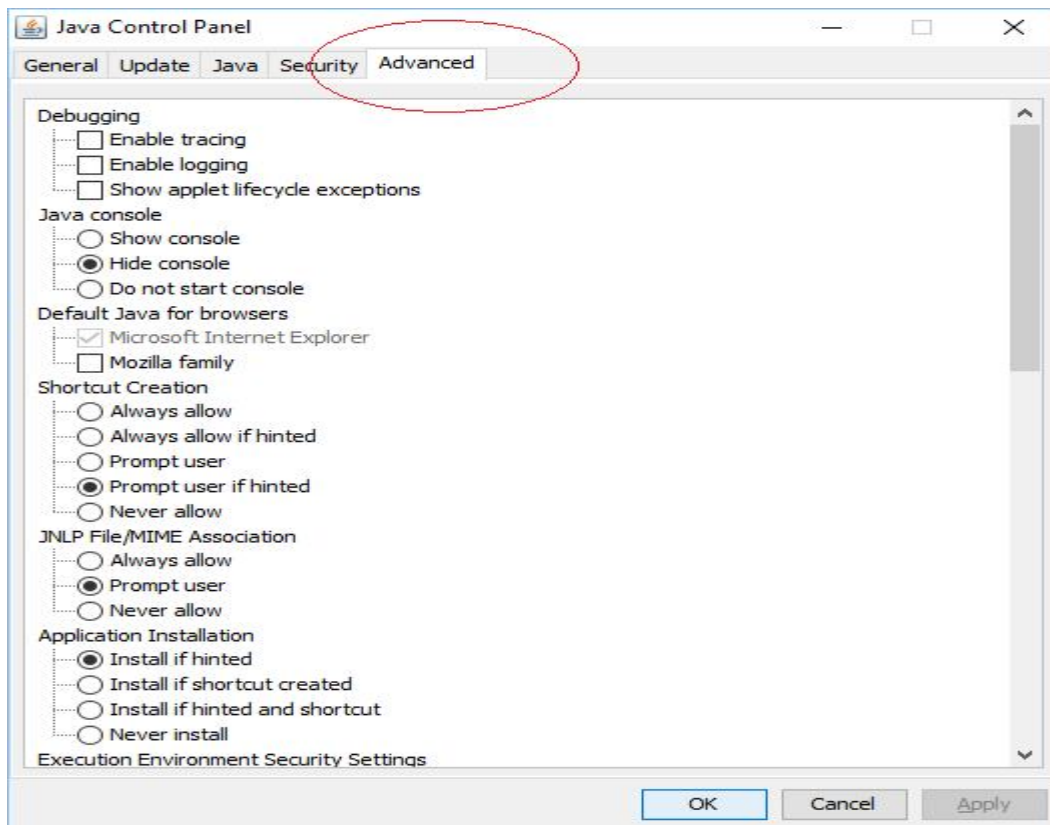 Java Control Panel
General Update Java Security Advanced
Debugging
Enable tracing
Enable logging
Show applet lifecycle exceptions
Java console
Show console
Hide console
Do not start console
Default Java for browsers
Microsoft Internet Explorer
Mozilla family
Shortcut Creation
Always allow
Always allow if hinted
Prompt user
Prompt user if hinted
Never allow
JNLP File/MIME Association
Always allow
Prompt user
Never allow
Application Installation
Install if hinted
Install if shortcut created
Install if hinted and shortcut
Never install
Execution Environment Security Settings
OK Cancel Apply